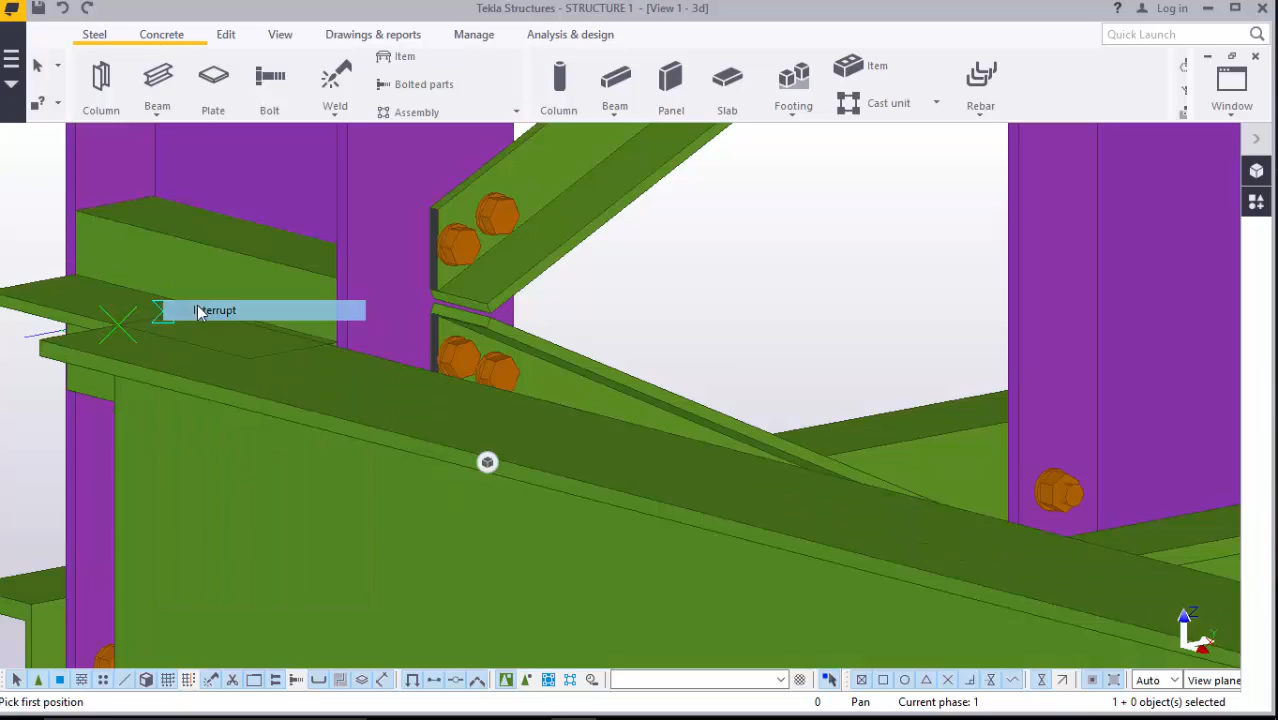 Tekla Structures - STRUCTURE 1 - [View 1 - 3d]
? Log in
Steel Concrete Edit View Drawings & reports Manage Analysis & design Quick Launch
Item Item
Bolted parts
Cast unit
Column Beam Plate Bolt Weld Assembly Column Beam Panel Slab Footing Rebar Window
Interrupt
Z
Auto View plane
Pick first position 0 Pan Current phase: 1 1 + 0 object(s) selected